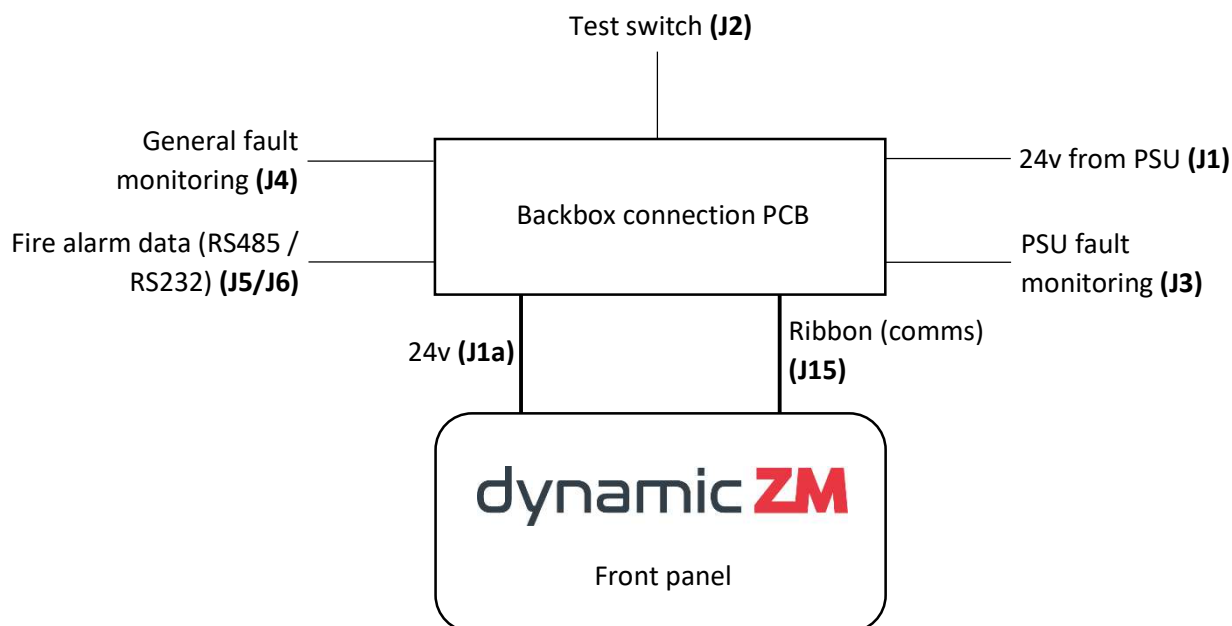 Test switch (J2)
General fault
monitoring (J4)
24v from PSU (J1)
Backbox connection PCB
Fire alarm data (RS485 /
RS232) (J5/J6)
PSU fault
monitoring (J3)
24v (J1a)
Ribbon (comms)
(J15)
dynamic ZM
Front panel